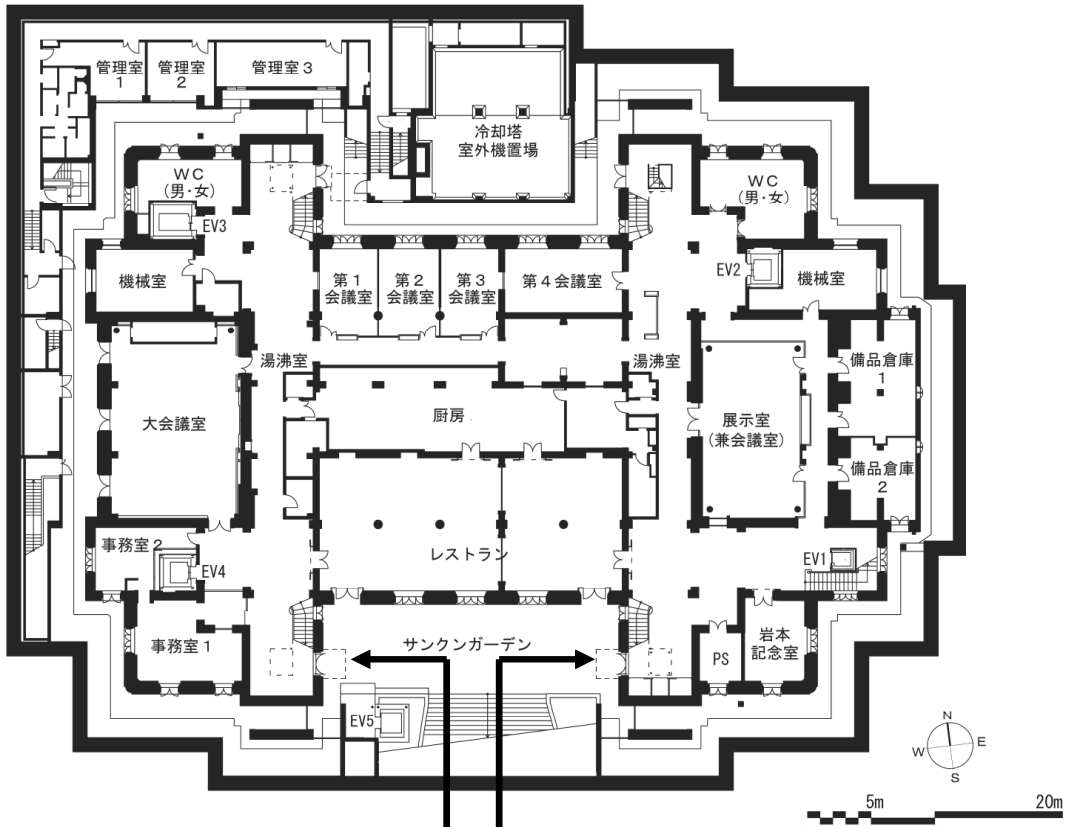 管理室
1
管理室
2
管理室3
冷却塔
室外機置場
WC
(男・女)
WC
(男・女)
EV3
EV2
機械室
第1
会議室
第2
会議室
第3
会議室
第4会議室
機械室
湯沸室
湯沸室
備品倉庫
1
大会議室
厨房
展示室
(兼会議室)
備品倉庫
2
事務室2
EV4
レストラン
EV1
事務室1
サンクンガーデン
PS
岩本
記念室
EV5
N
W
E
S
5m
20m